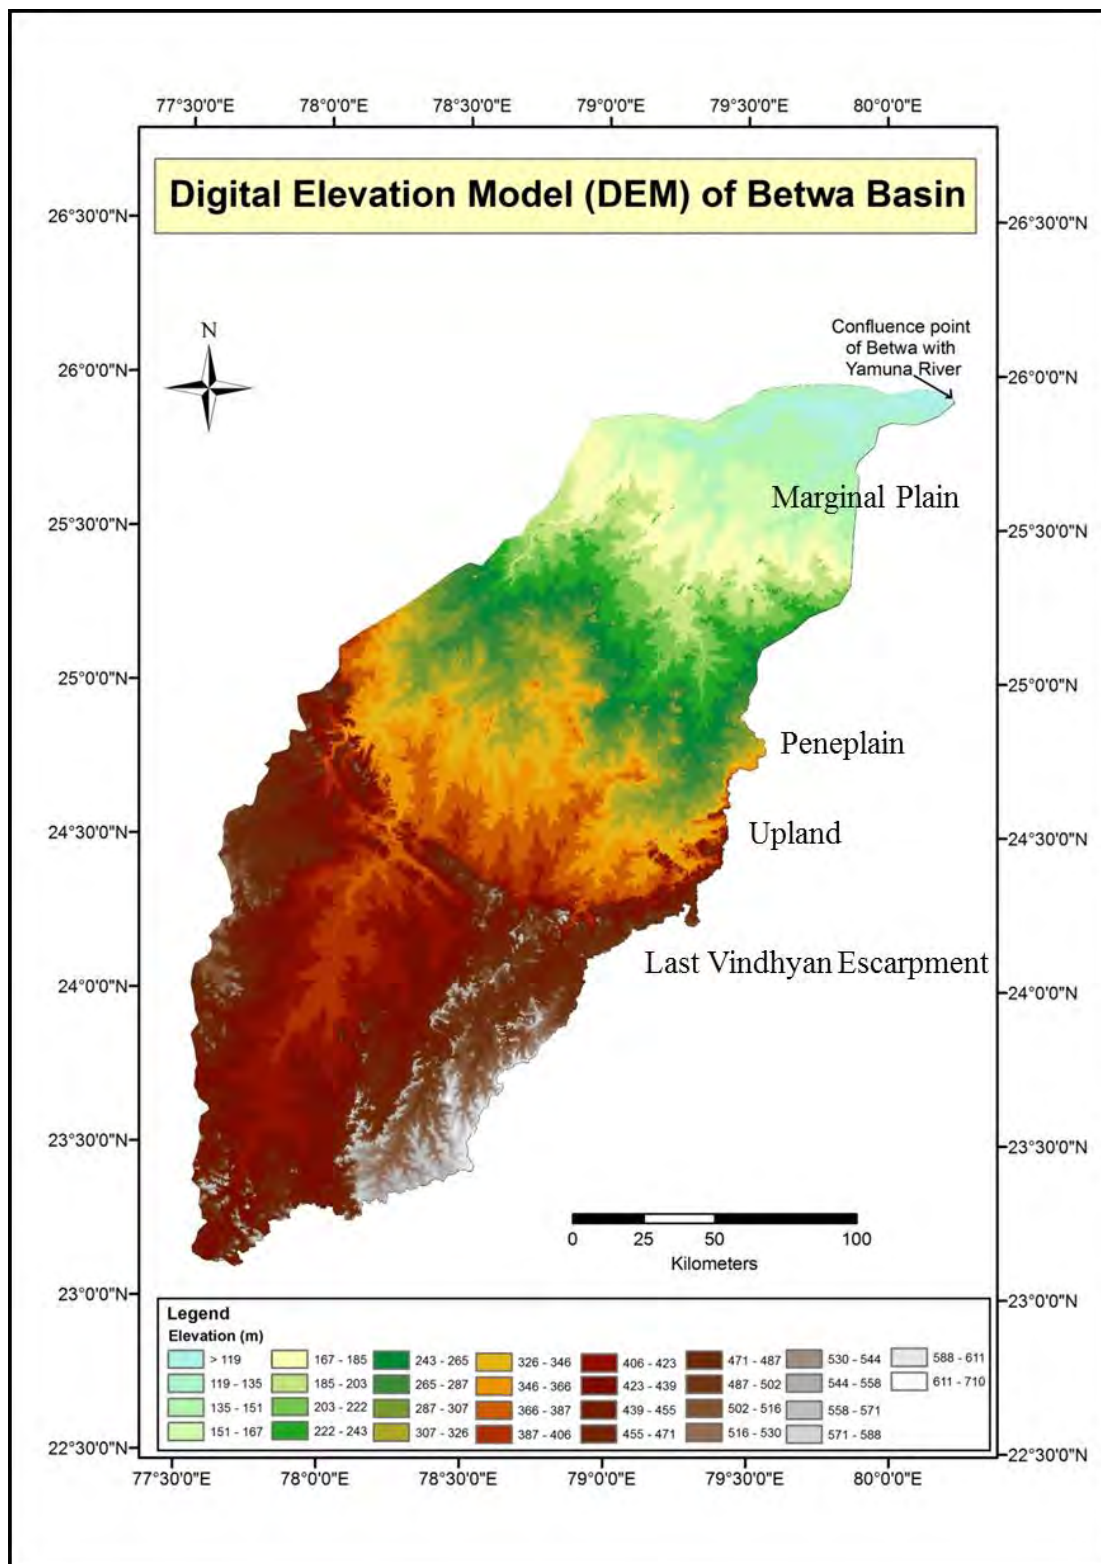 77°30'0"E 78°0'0"E 78°30'0"E 79°0'0"E 79°30'0"E 80°0'0"E
Digital Elevation Model (DEM) of Betwa Basin
26°30'0"N 26°30'0"N
N
Confluence point
of Betwa with
Yamuna River
26°0'0"N 26°0'0"N
Marginal Plain
25°30'0"N 25°30'0"N
25°0'0"N 25°0'0"N
Peneplain
Upland
24°30'0"N 24°30'0"N
Last Vindhyan Escarpment
24°0'0"N 24°0'0"N
23°30'0"N 23°30'0"N
0 25 50 100
Kilometers
23°0'0"N 23°0'0"N
Legend
Elevation (m)
> 119 167 - 185 243 - 265 326 - 346 406 - 423 471 - 487 530 - 544 588 - 611
119 - 135 185 - 203 265 - 287 346 - 366 423 - 439 487 - 502 544 - 558 611 - 710
135 - 151 203 - 222 287 - 307 366 - 387 439 - 455 502 - 516 558 - 571
151 - 167 222 - 243 307 - 326 387 - 406 455 - 471 516 - 530 571 - 588
22°30'0"N 22°30'0"N
77°30'0"E 78°0'0"E 78°30'0"E 79°0'0"E 79°30'0"E 80°0'0"E